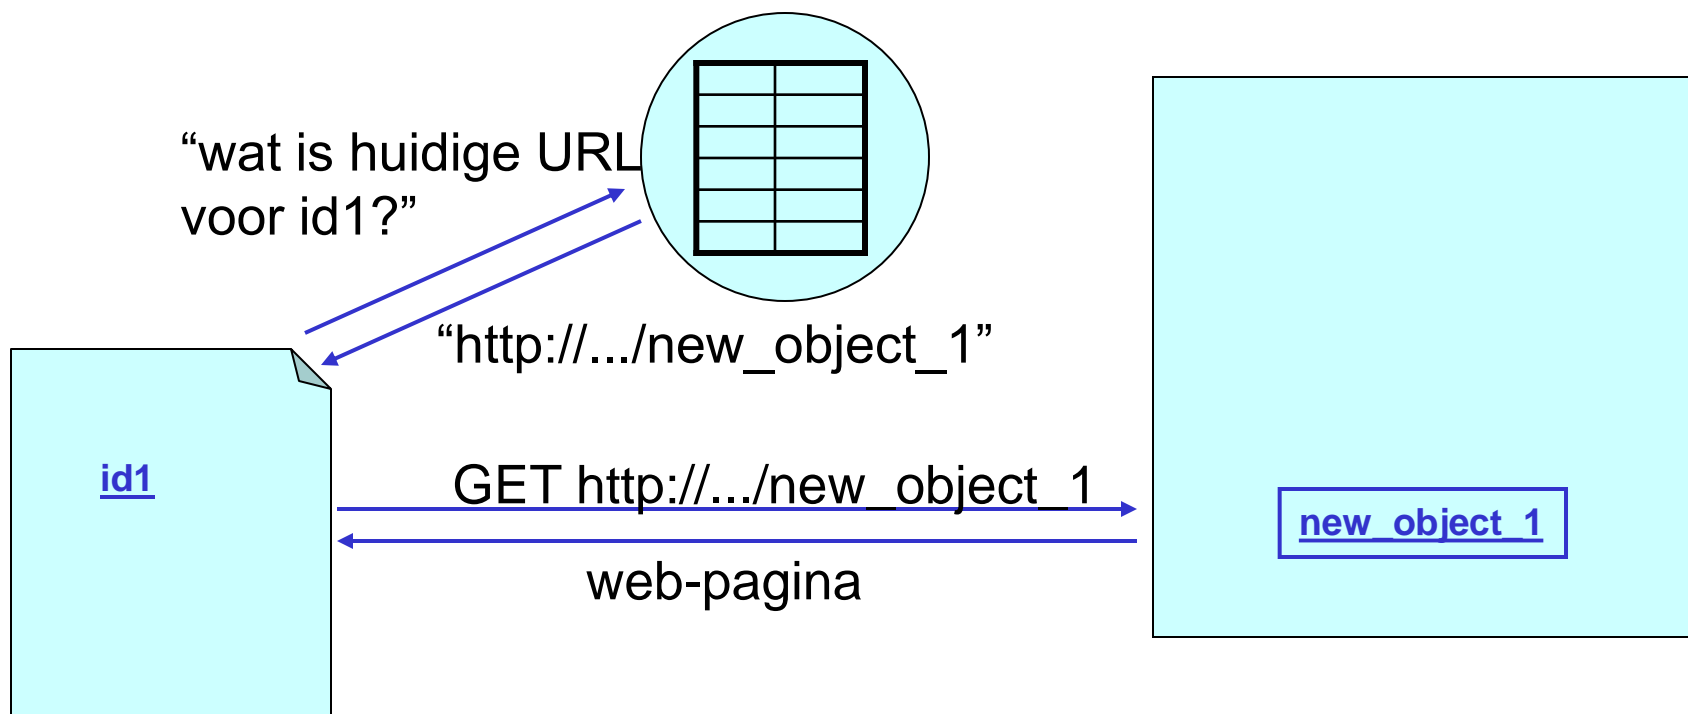 “wat is huidige URL
voor id1?”
“http://.../new_object_1”
id1
GET http://.../new_object_1
new_object_1
web-pagina